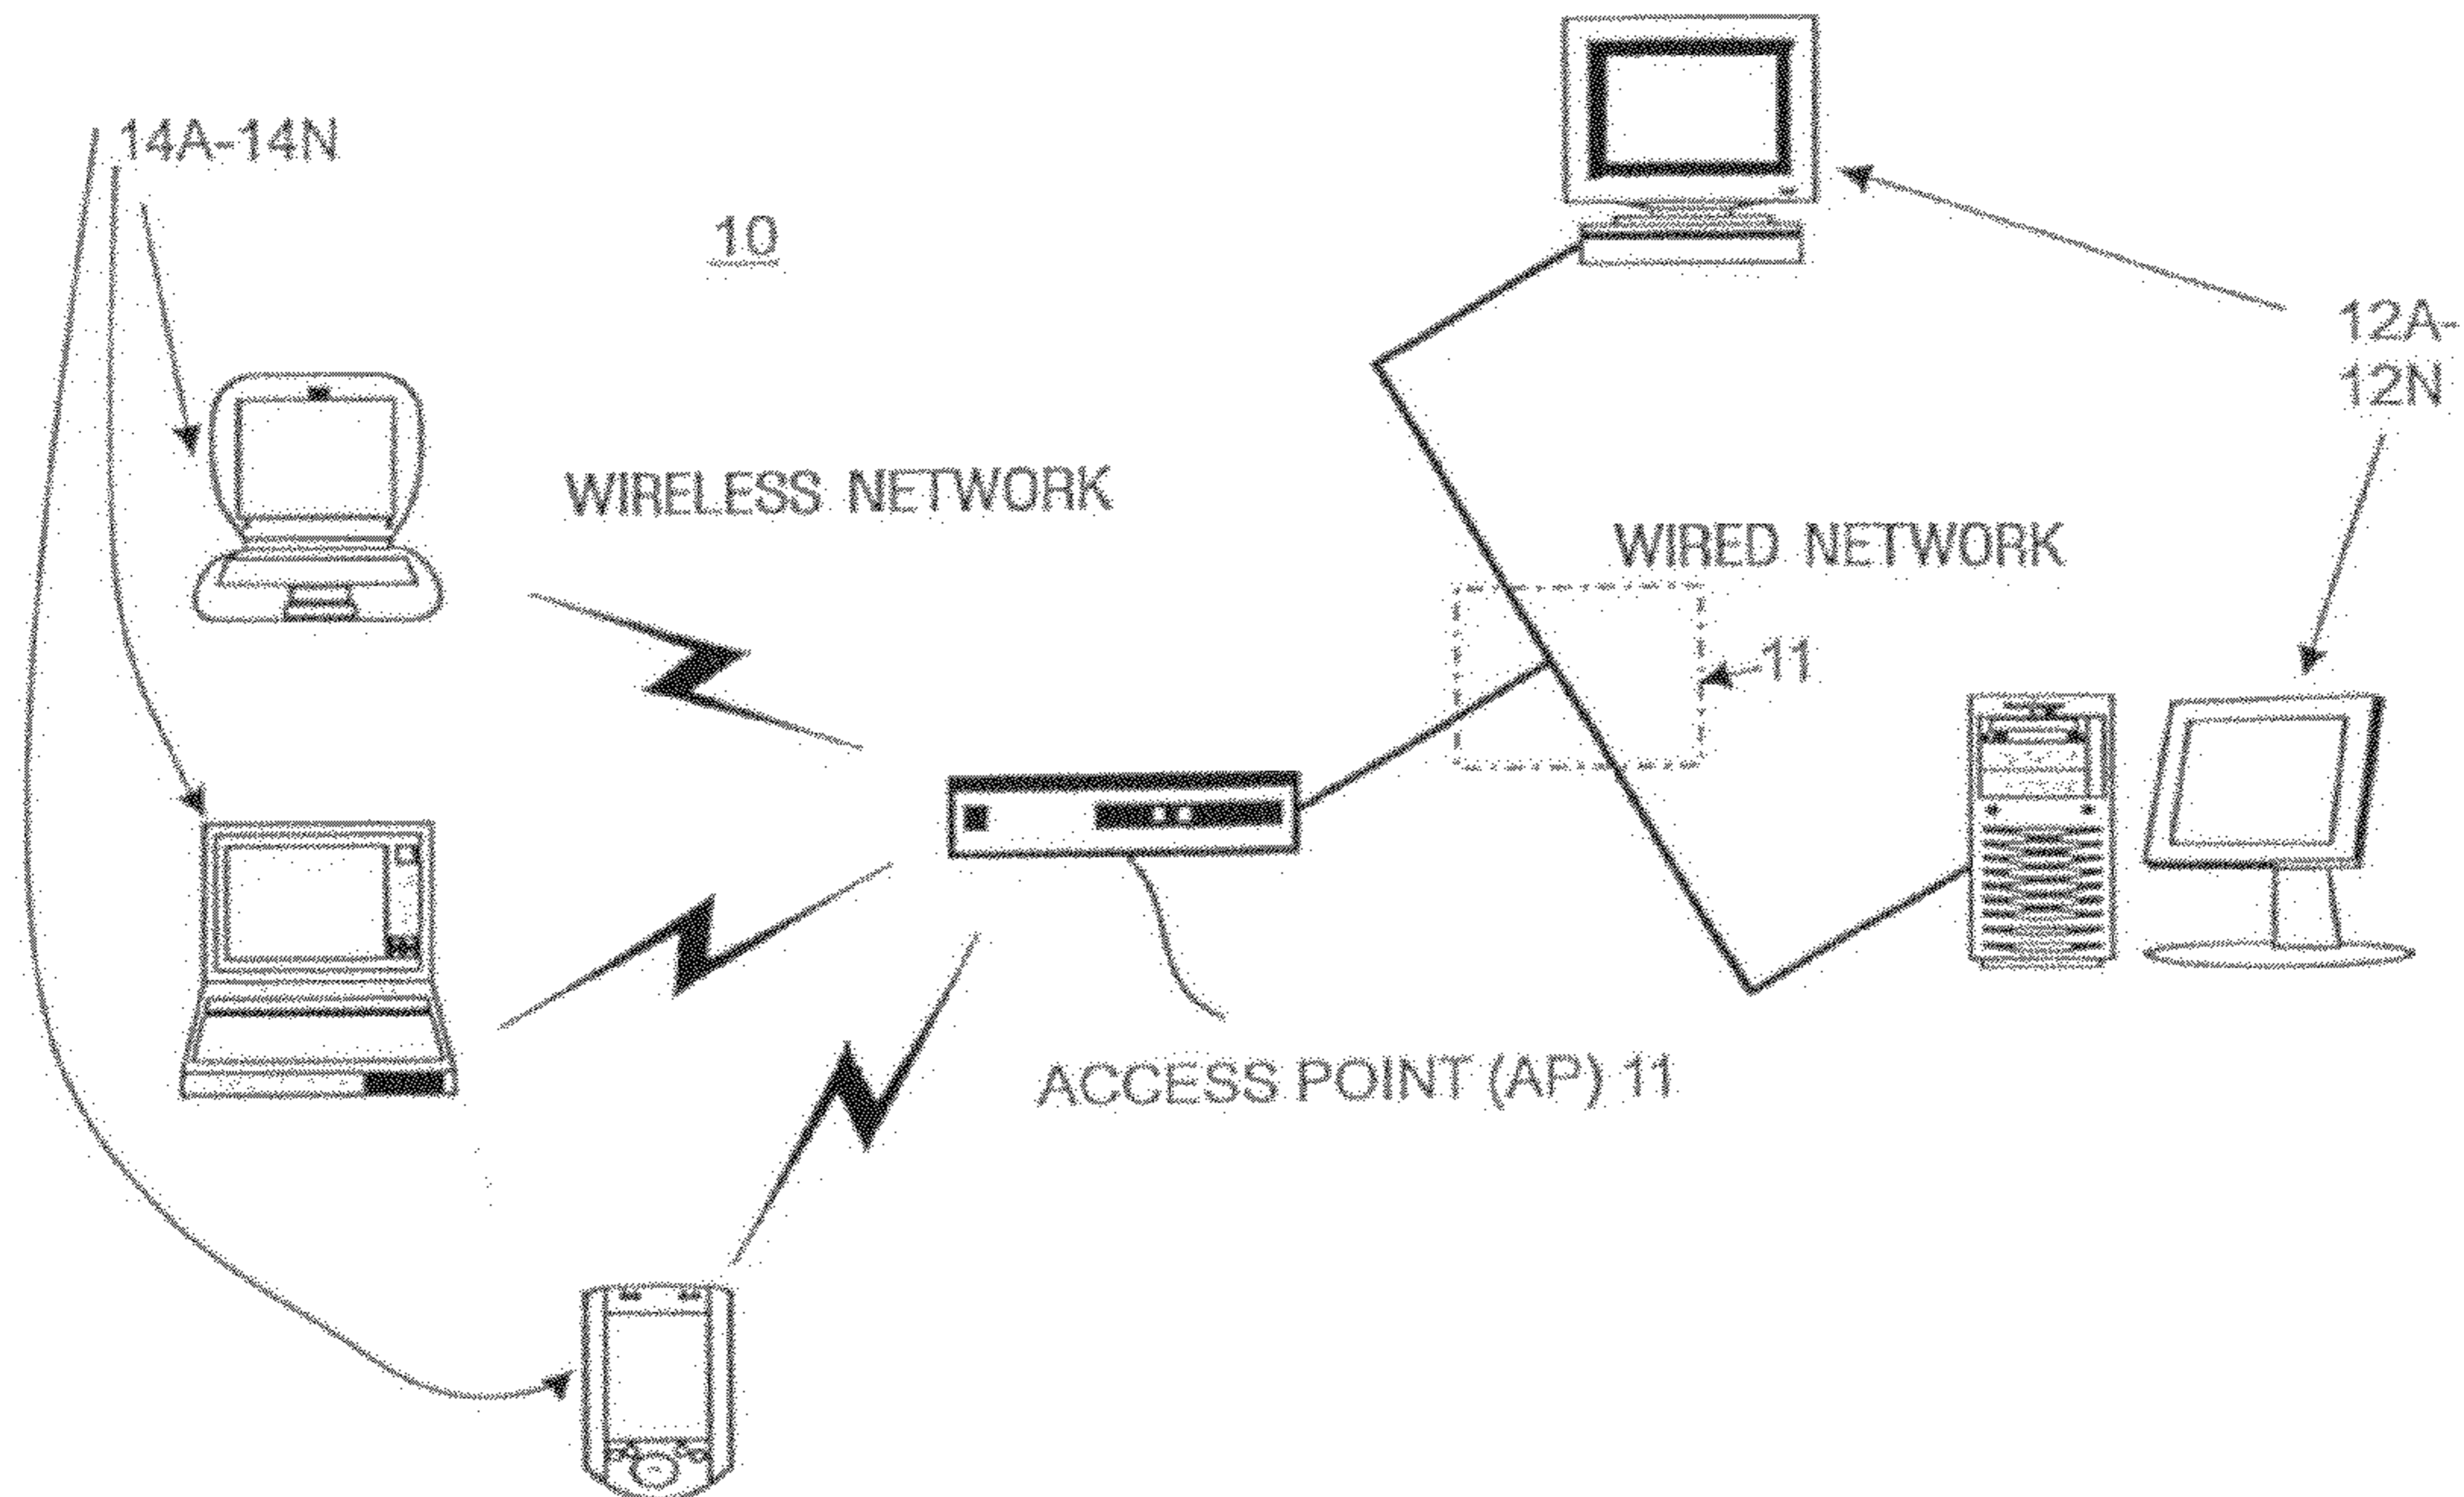 14A-14N
10
12A-
12N
WIRELESS NETWORK
WIRED NETWORK
11
ACCESS POINT (AP) 11